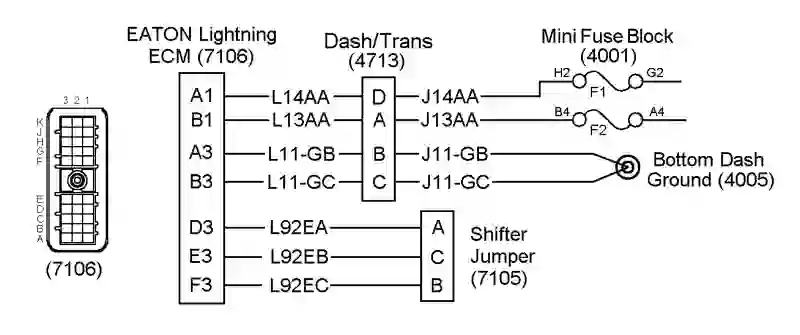 EATON Lightning
ECM (7106)
Dash/Trans
(4713)
Mini Fuse Block
(4001)
H2 G2
F1
A1 L14AA D J14AA
B4 A4
F2
B1 L13AA A J13AA
A3 L11-GB B J11-GB
B3 L11-GC C J11-GC
Bottom Dash
Ground (4005)
D3 L92EA A
E3 L92EB C
F3 L92EC B
Shifter
Jumper
(7105)
3 2 1
K
J
H
G
F
E
D
C
B
A
(7106)